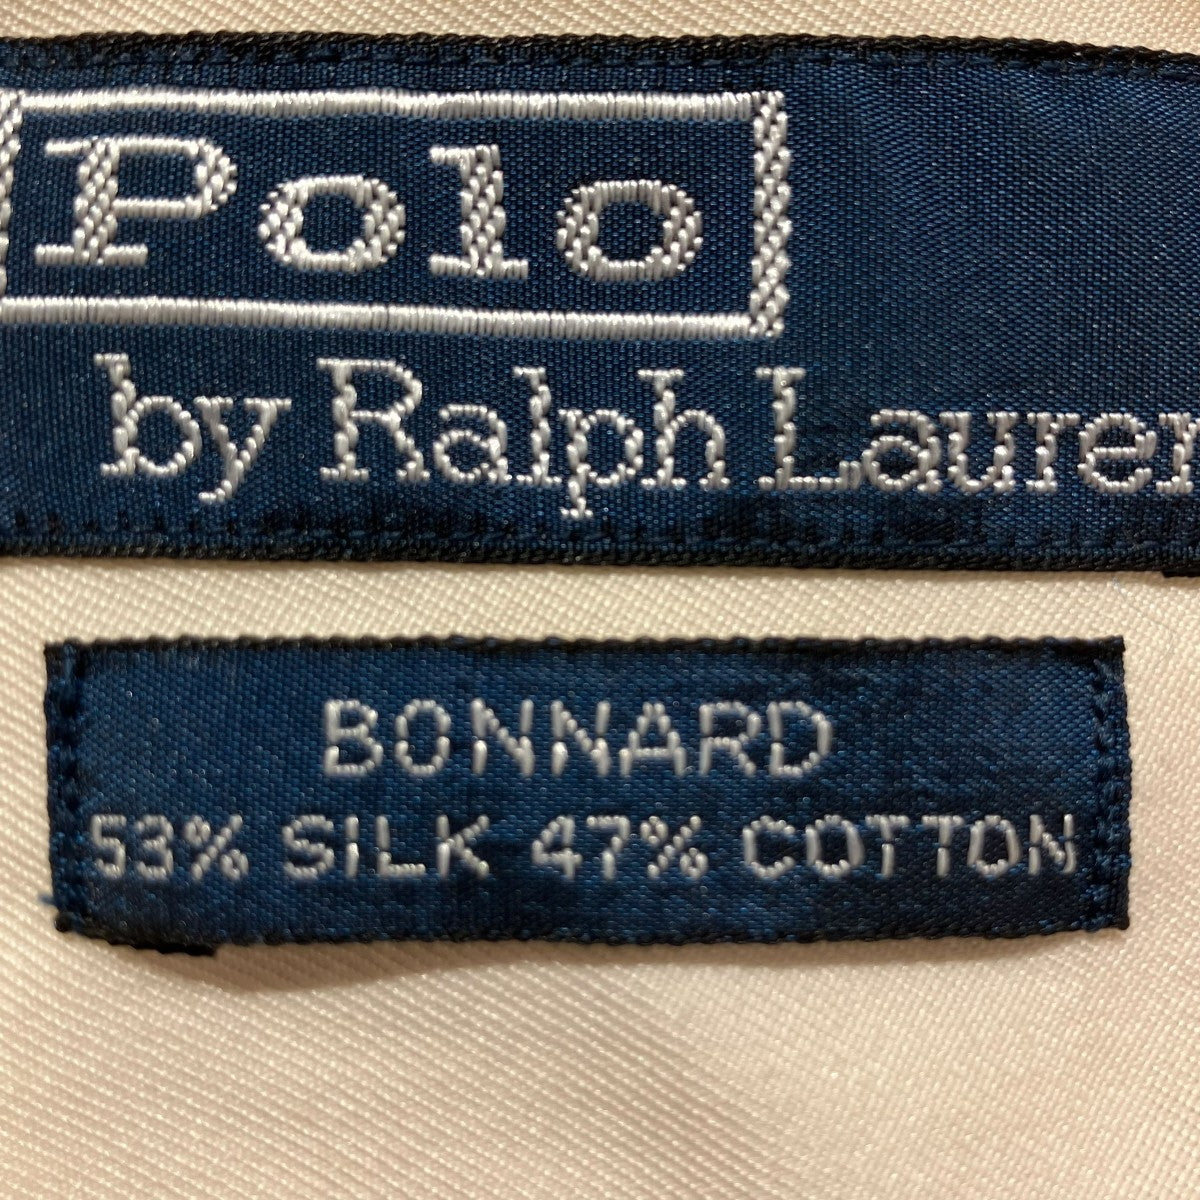 Polo
by Ralph Lauren
BONNARD
53% SILK 47% COTTON